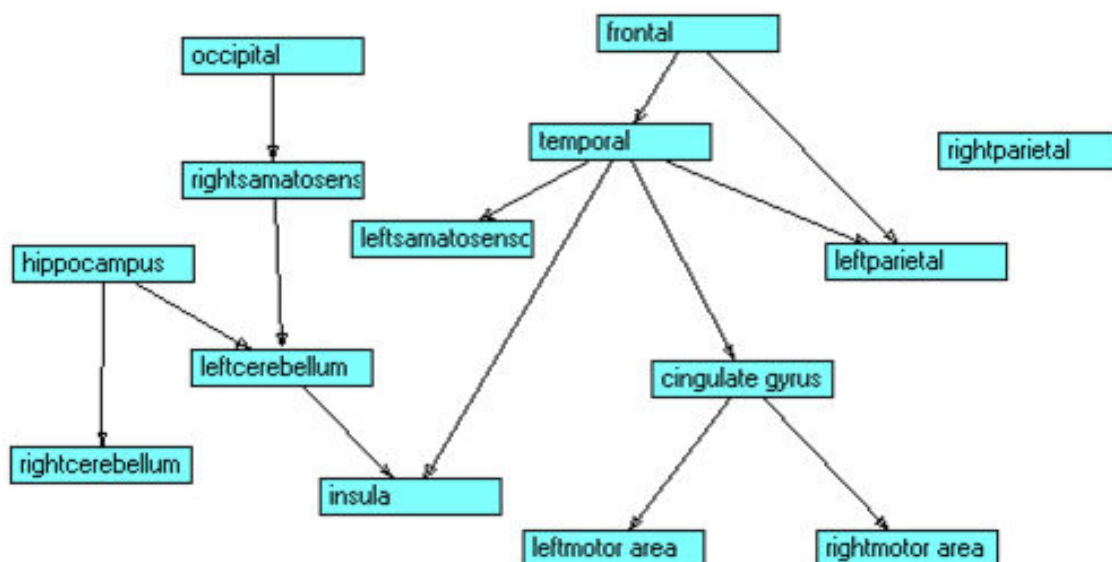 frontal
occipital
temporal
rightparietal
rightsamatosens
leftsamatosensc
hippocampus
leftparietal
leftcerebellum
cingulate gyrus
rightcerebellum
insula
leftmotor area
rightmotor area